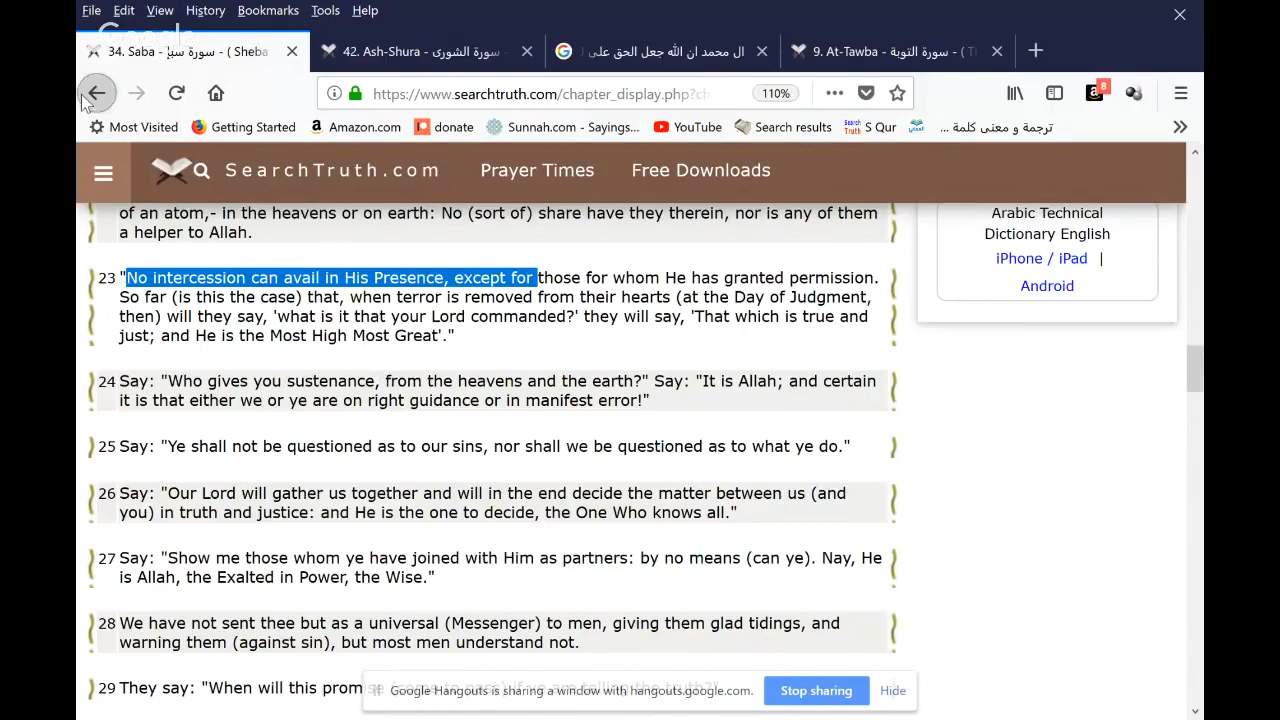 File Edit View History Bookmarks Tools Help
Google
34. Saba - سورة سبإ - ( Sheba
42. Ash-Shura - سورة الشورى
ال محمد ان الله جعل الحق على
9. At-Tawba - سورة التوبة - ( T
https://www.searchtruth.com/chapter_display.php?ch
110%
8
Most Visited Getting Started Amazon.com donate Sunnah.com - Sayings,... YouTube Search results S Qur ترجمة و معنى كلمة ...
SearchTruth.com Prayer Times Free Downloads
of an atom,- in the heavens or on earth: No (sort of) share have they therein, nor is any of them
a helper to Allah.
23 "No intercession can avail in His Presence, except for those for whom He has granted permission.
So far (is this the case) that, when terror is removed from their hearts (at the Day of Judgment,
then) will they say, 'what is it that your Lord commanded?' they will say, 'That which is true and
just; and He is the Most High Most Great'."
24 Say: "Who gives you sustenance, from the heavens and the earth?" Say: "It is Allah; and certain
it is that either we or ye are on right guidance or in manifest error!"
25 Say: "Ye shall not be questioned as to our sins, nor shall we be questioned as to what ye do."
26 Say: "Our Lord will gather us together and will in the end decide the matter between us (and
you) in truth and justice: and He is the one to decide, the One Who knows all."
27 Say: "Show me those whom ye have joined with Him as partners: by no means (can ye). Nay, He
is Allah, the Exalted in Power, the Wise."
28 We have not sent thee but as a universal (Messenger) to men, giving them glad tidings, and
warning them (against sin), but most men understand not.
29 They say: "When will this promise (come to pass) if ye are telling the truth?"
Arabic Technical
Dictionary English
iPhone / iPad |
Android
Google Hangouts is sharing a window with hangouts.google.com. Stop sharing Hide